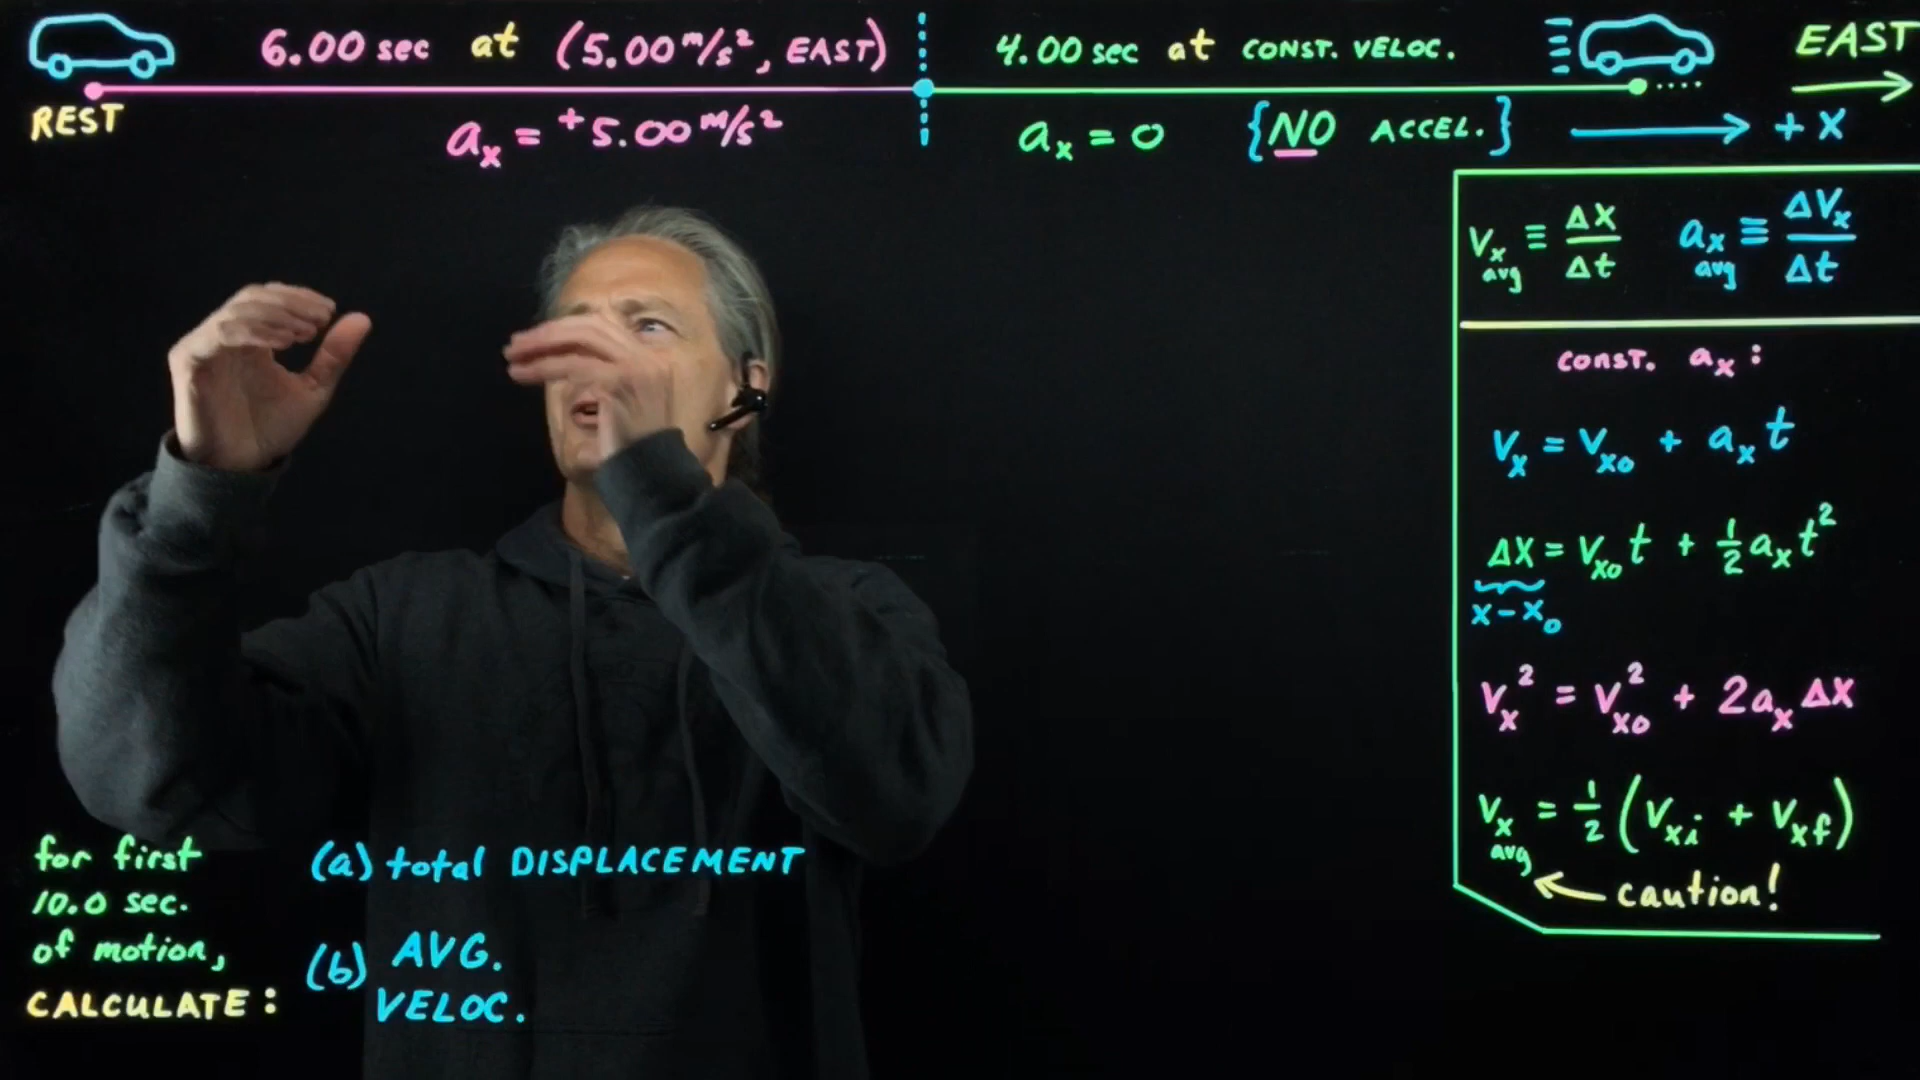 6.00 sec at (5.00 m/s², EAST)
4.00 sec at CONST. VELOC.
EAST
REST
aₓ = +5.00 m/s²
aₓ = 0 {NO ACCEL.}
+ X
Vₓ avg ≡ ΔX/Δt
aₓ avg ≡ ΔVₓ/Δt
CONST. aₓ:
Vₓ = Vₓ₀ + aₓt
ΔX = Vₓ₀t + ½aₓt²
X - X₀
Vₓ² = Vₓ₀² + 2aₓΔX
Vₓ avg = ½(Vₓᵢ + Vxf)
caution!
for first
10.0 sec.
of motion,
CALCULATE:
(a) total DISPLACEMENT
(b) AVG.
VELOC.